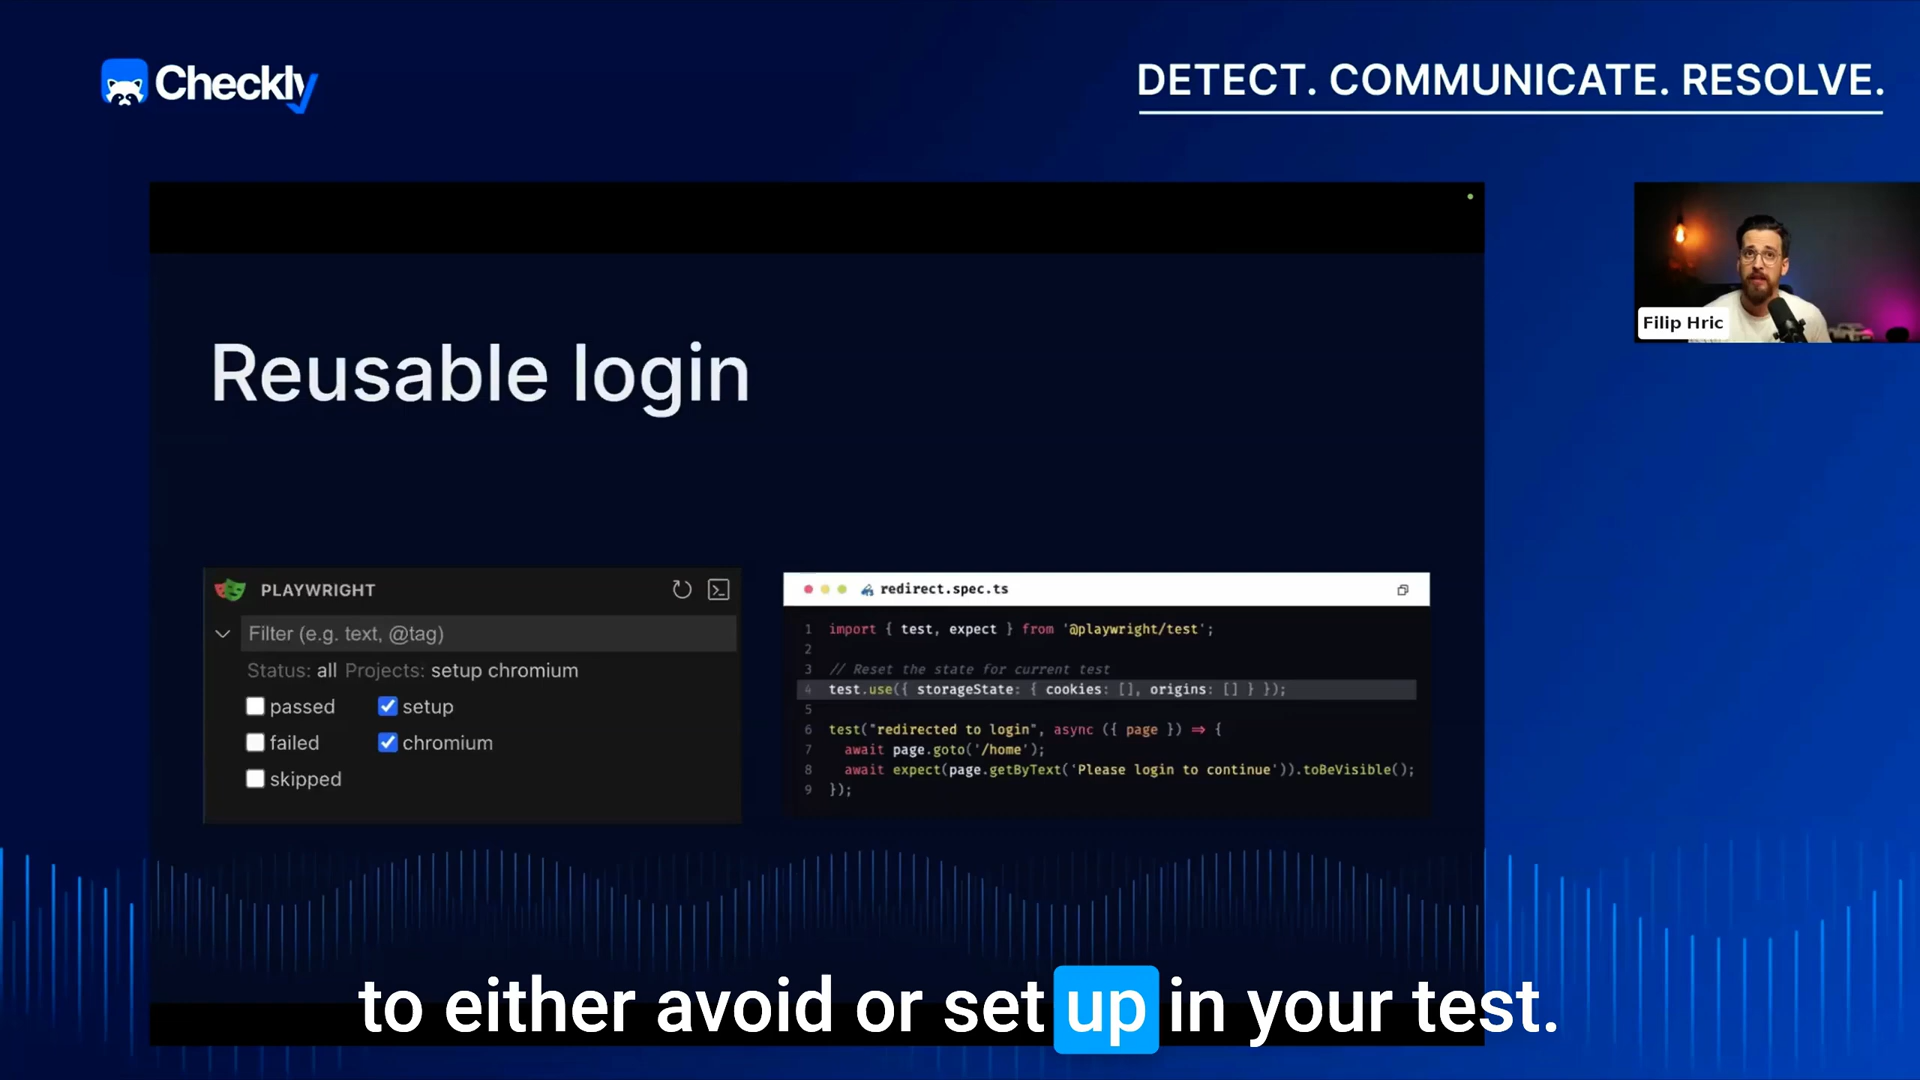 Checkly
DETECT. COMMUNICATE. RESOLVE.
Filip Hric
Reusable login
PLAYWRIGHT
Filter (e.g. text, @tag)
Status: all Projects: setup chromium
passed
setup
failed
chromium
skipped
redirect.spec.ts
1 import { test, expect } from '@playwright/test';
2
3 // Reset the state for current test
4 test.use({ storageState: { cookies: [], origins: [] } });
5
6 test("redirected to login", async ({ page }) => {
7 await page.goto('/home');
8 await expect(page.getByText('Please login to continue')).toBeVisible();
9 });
to either avoid or set up in your test.